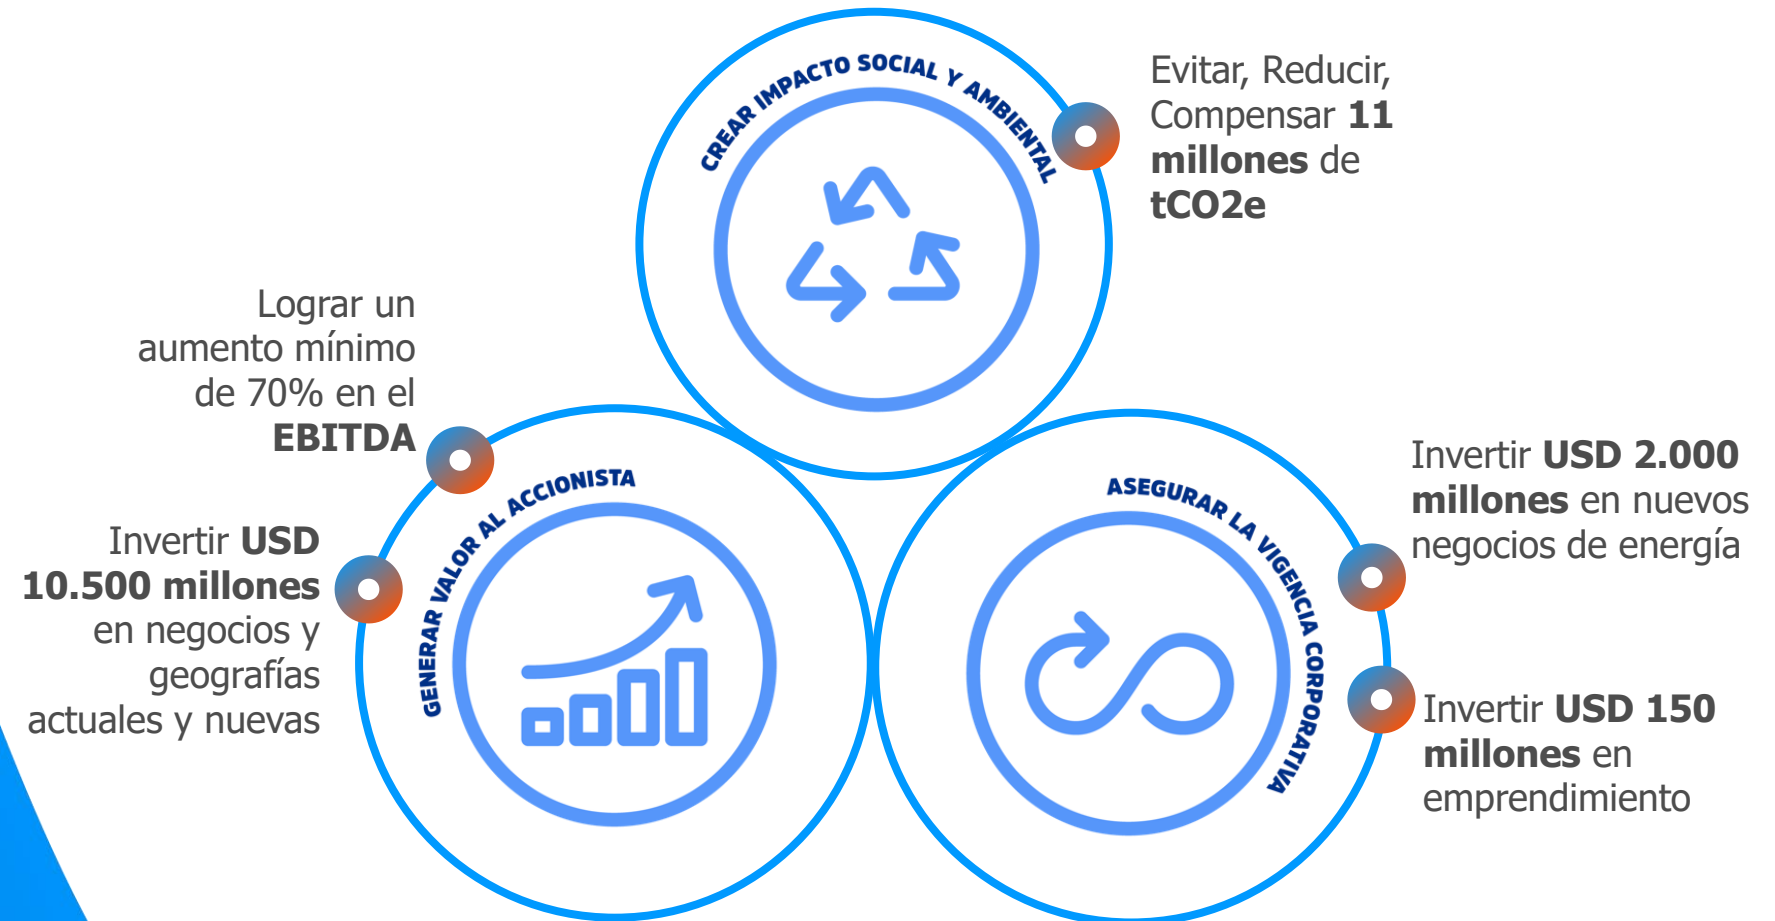 CREAR IMPACTO SOCIAL Y AMBIENTAL
Evitar, Reducir,
Compensar 11
millones de
tCO2e
Lograr un
aumento mínimo
de 70% en el
EBITDA
Invertir USD
10.500 millones
en negocios y
geografías
actuales y nuevas
GENERAR VALOR AL ACCIONISTA
ASEGURAR LA VIGENCIA CORPORATIVA
Invertir USD 2.000
millones en nuevos
negocios de energía
Invertir USD 150
millones en
emprendimiento